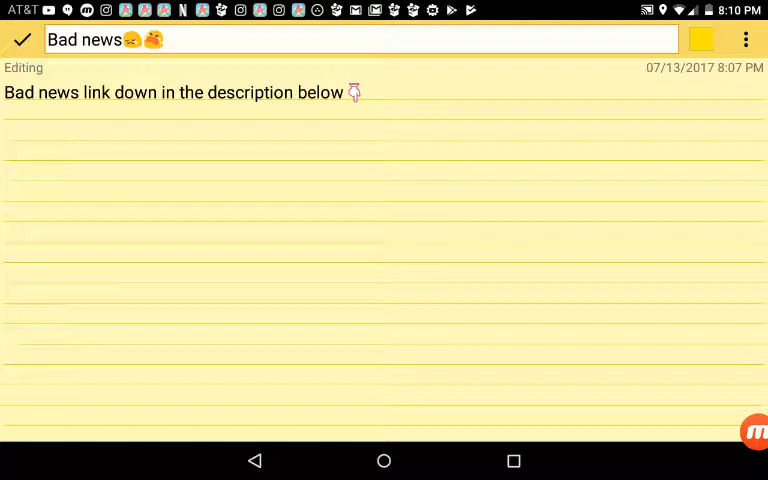 AT&T 8:10 PM
Bad news😖😭
Editing 07/13/2017 8:07 PM
Bad news link down in the description below👇